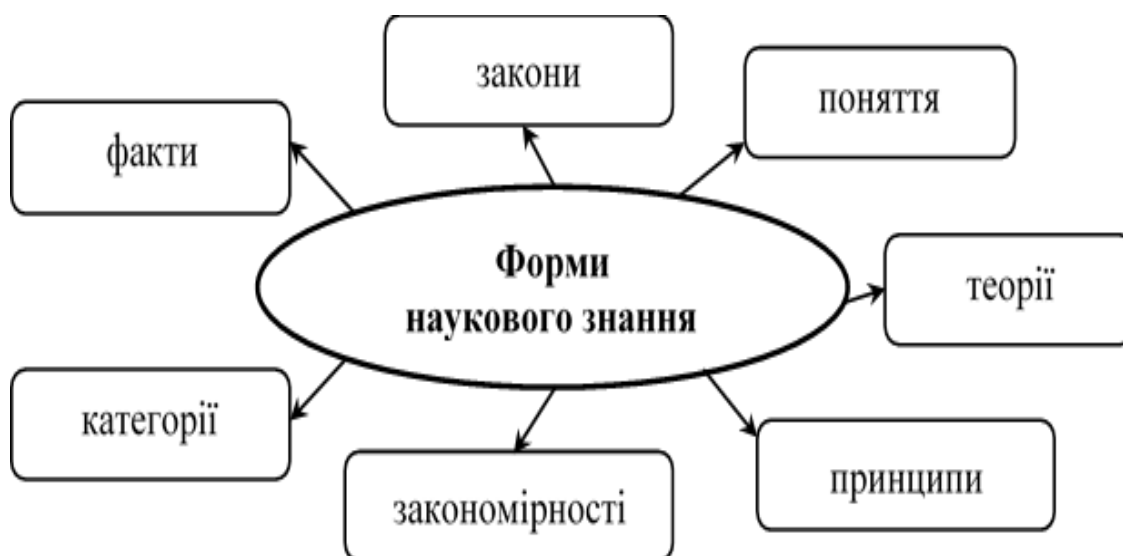 закони
поняття
факти
Форми
наукового знання
теорії
категорії
закономірності
принципи